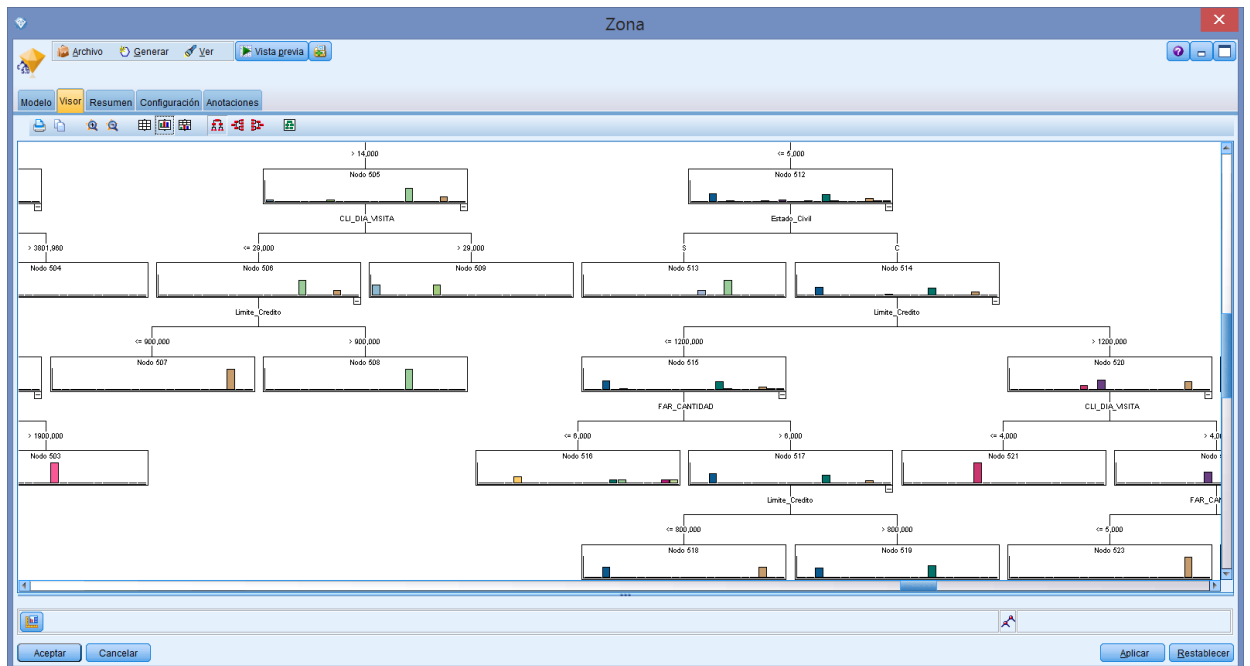 Zona
Archivo Generar Ver Vista previa
Modelo Visor Resumen Configuración Anotaciones
> 14,000 <= 5,000
Nodo 505 Nodo 512
CLI_DIA_VISITA Estado_Civil
> 3801,960 <= 29,000 > 29,000 S C
Nodo 504 Nodo 506 Nodo 509 Nodo 513 Nodo 514
Limite_Credito Limite_Credito
<= 900,000 > 900,000 <= 1200,000 > 1200,000
Nodo 507 Nodo 508 Nodo 515 Nodo 520
FAR_CANTIDAD CLI_DIA_VISITA
> 1900,000 <= 6,000 > 6,000 <= 4,000
Nodo 503 Nodo 516 Nodo 517 Nodo 521
Limite_Credito
<= 800,000 > 800,000 <= 5,000
Nodo 518 Nodo 519 Nodo 523
Aceptar Cancelar Aplicar Restablecer